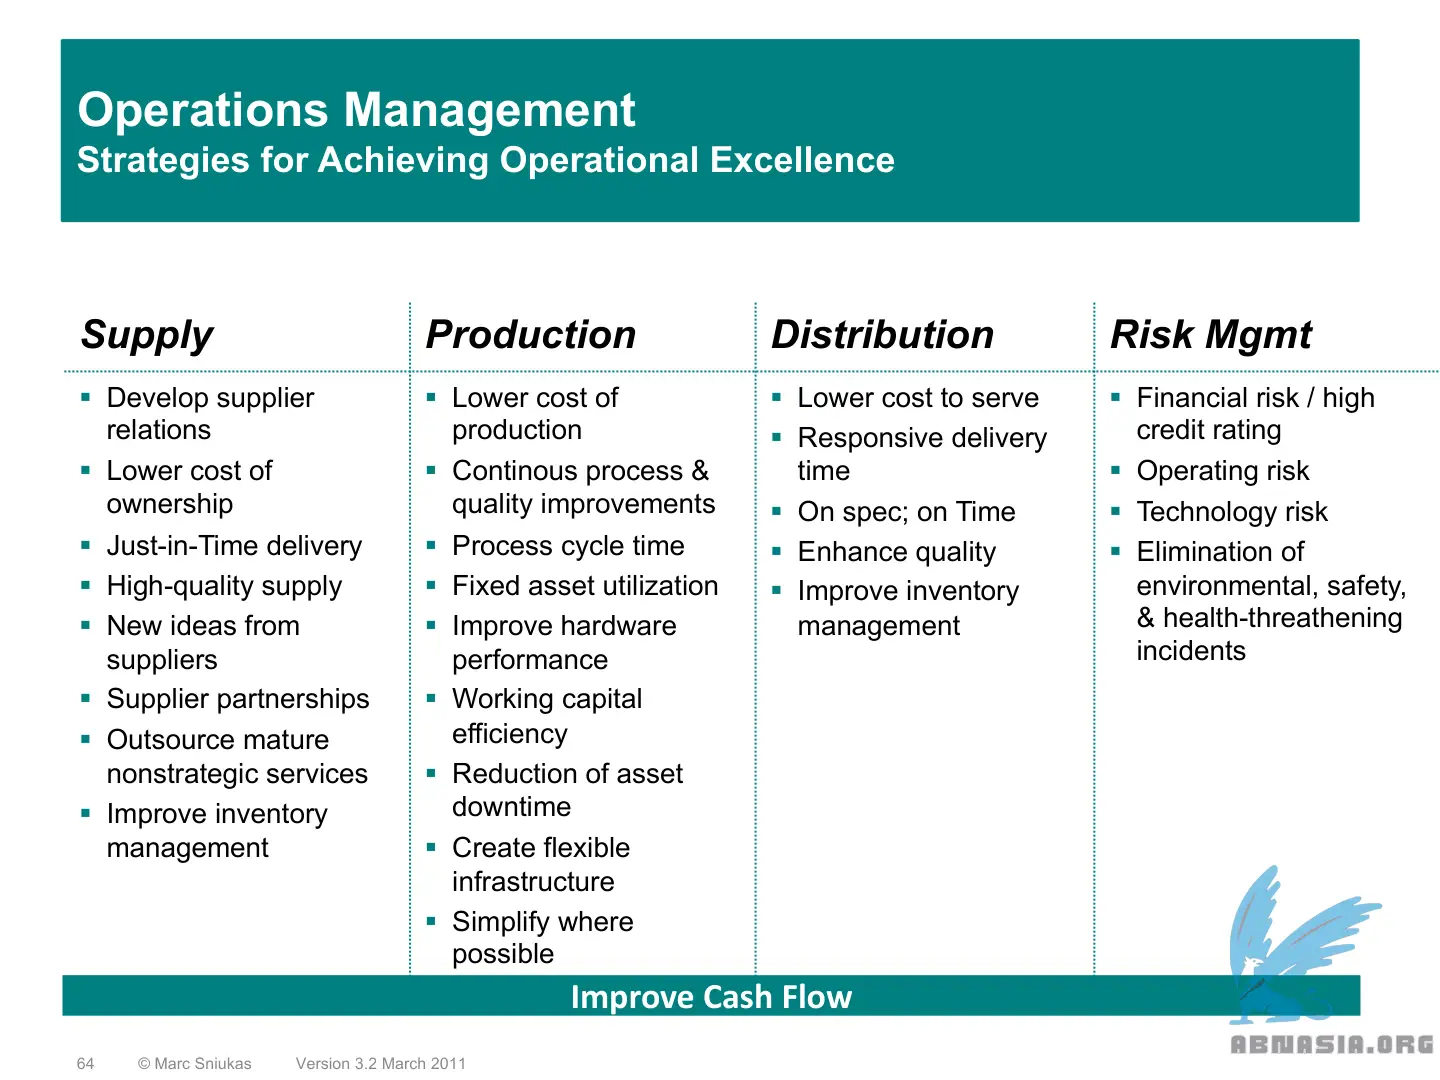 Operations Management
Strategies for Achieving Operational Excellence
Supply
▪ Develop supplier
relations
▪ Lower cost of
ownership
▪ Just-in-Time delivery
▪ High-quality supply
▪ New ideas from
suppliers
▪ Supplier partnerships
▪ Outsource mature
nonstrategic services
▪ Improve inventory
management
Production
▪ Lower cost of
production
▪ Continous process &
quality improvements
▪ Process cycle time
▪ Fixed asset utilization
▪ Improve hardware
performance
▪ Working capital
efficiency
▪ Reduction of asset
downtime
▪ Create flexible
infrastructure
▪ Simplify where
possible
Distribution
▪ Lower cost to serve
▪ Responsive delivery
time
▪ On spec; on Time
▪ Enhance quality
▪ Improve inventory
management
Risk Mgmt
▪ Financial risk / high
credit rating
▪ Operating risk
▪ Technology risk
▪ Elimination of
environmental, safety,
& health-threathening
incidents
Improve Cash Flow
64 © Marc Sniukas Version 3.2 March 2011
ABNASIA.ORG